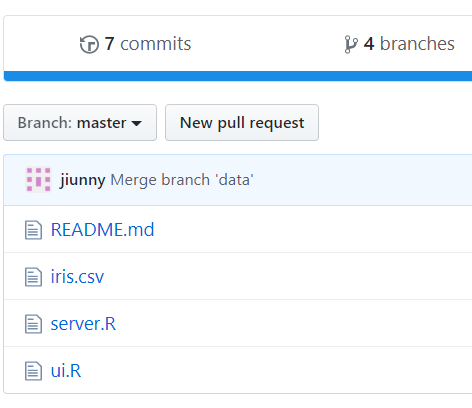 7 commits 4 branches
Branch: master New pull request
jiunny Merge branch 'data'
README.md
iris.csv
server.R
ui.R